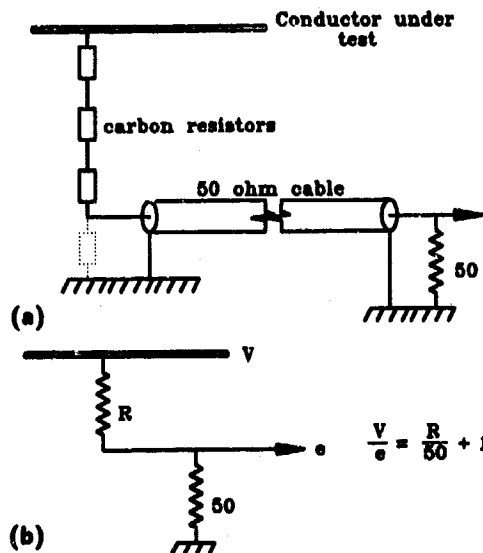 Conductor under
test
carbon resistors
50 ohm cable
50
(a)
V
R
e
V/e = R/50 + 1
50
(b)